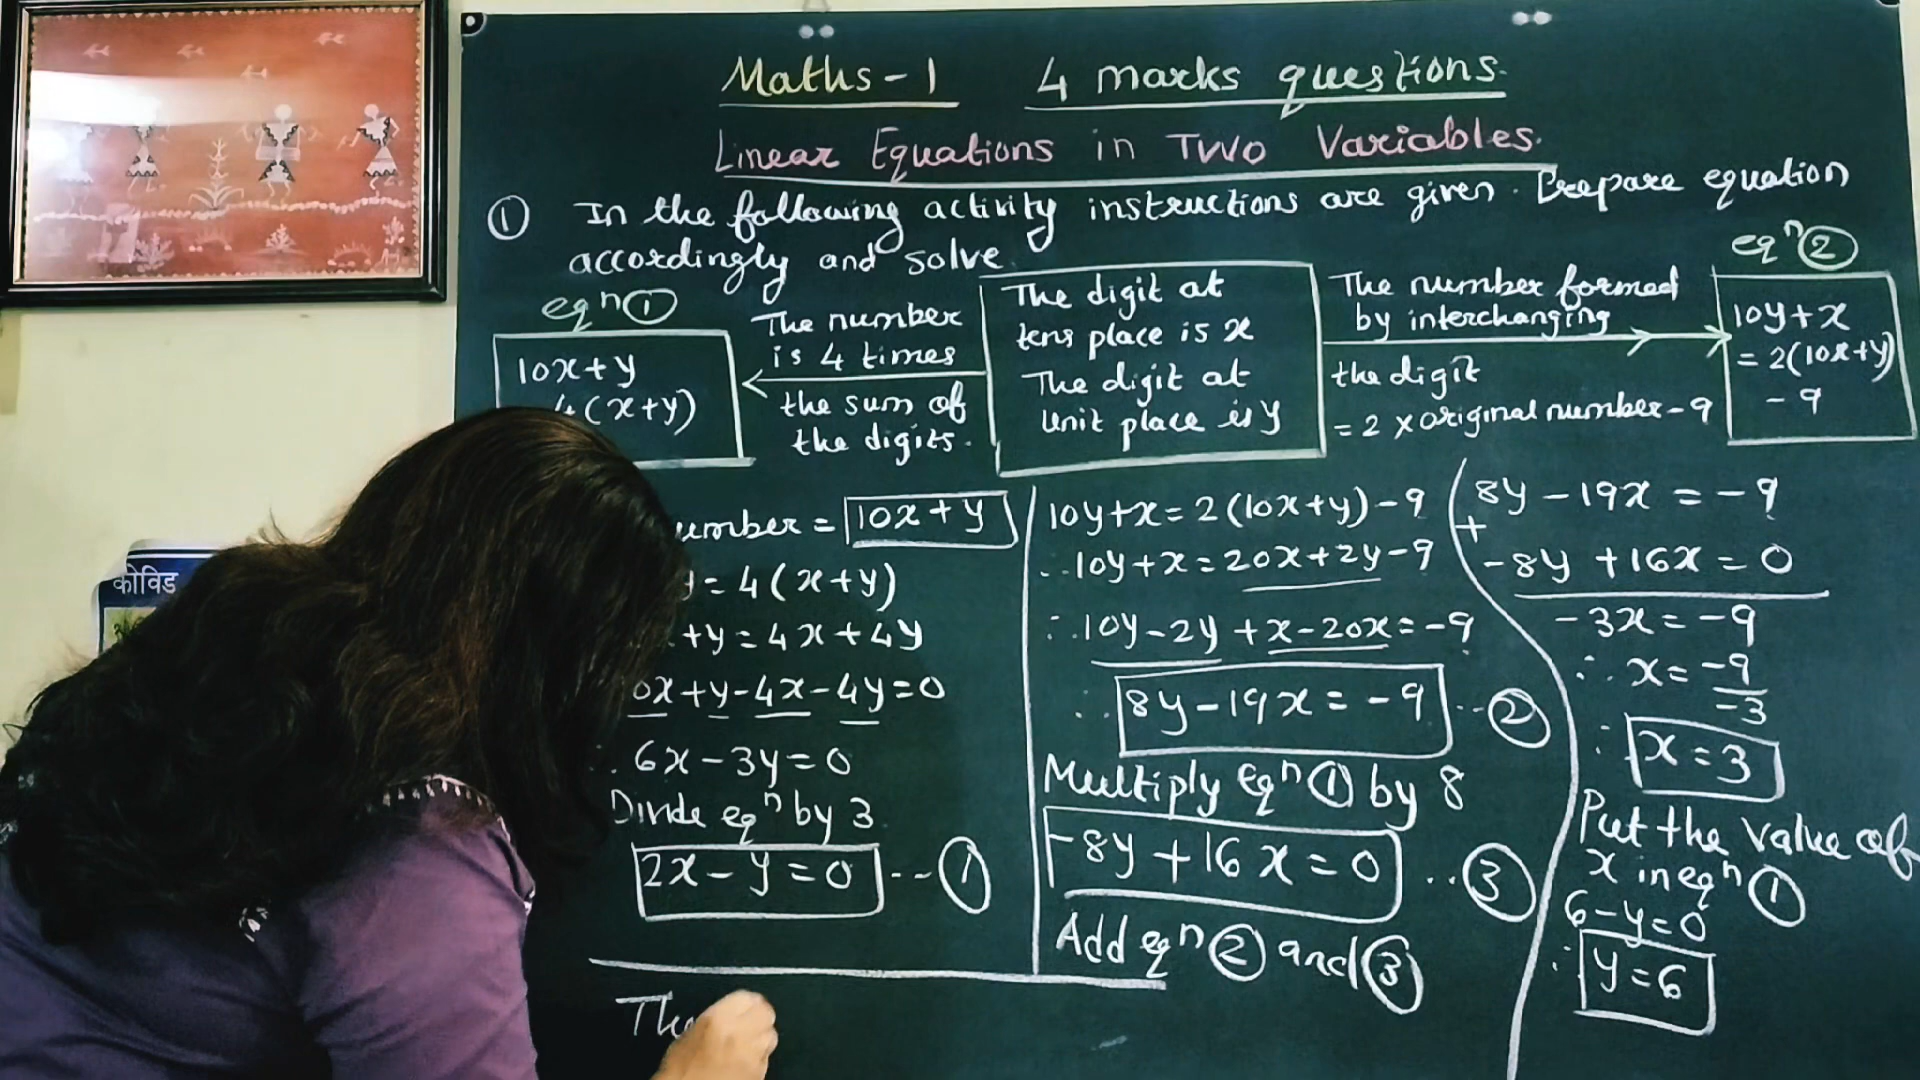 Maths-1 4 marks questions.
Linear Equations in Two Variables.
① In the following activity instructions are given. Prepare equation
accordingly and solve.
eqⁿ①
10x+y
4(x+y)
The number
is 4 times
the sum of
the digits.
The digit at
tens place is x
The digit at
unit place is y
The number formed
by interchanging
the digit
= 2 × original number - 9
eqⁿ②
10y+x
= 2(10x+y)
- 9
umber = 10x+y
y = 4(x+y)
+y = 4x+4y
0x+y-4x-4y=0
6x-3y=0
Divide eqⁿ by 3
2x-y=0 --①
10y+x=2(10x+y)-9
∴ 10y+x=20x+2y-9
∴ 10y-2y+x-20x=-9
∴ 8y-19x=-9 --②
Multiply eqⁿ ① by 8
-8y+16x=0 ..③
Add eqⁿ ② and ③
8y-19x=-9
+
-8y+16x=0
-3x=-9
∴ x=-9/-3
∴ x=3
Put the value of
x in eqⁿ ①
6-y=0
∴ y=6
The
कोविड